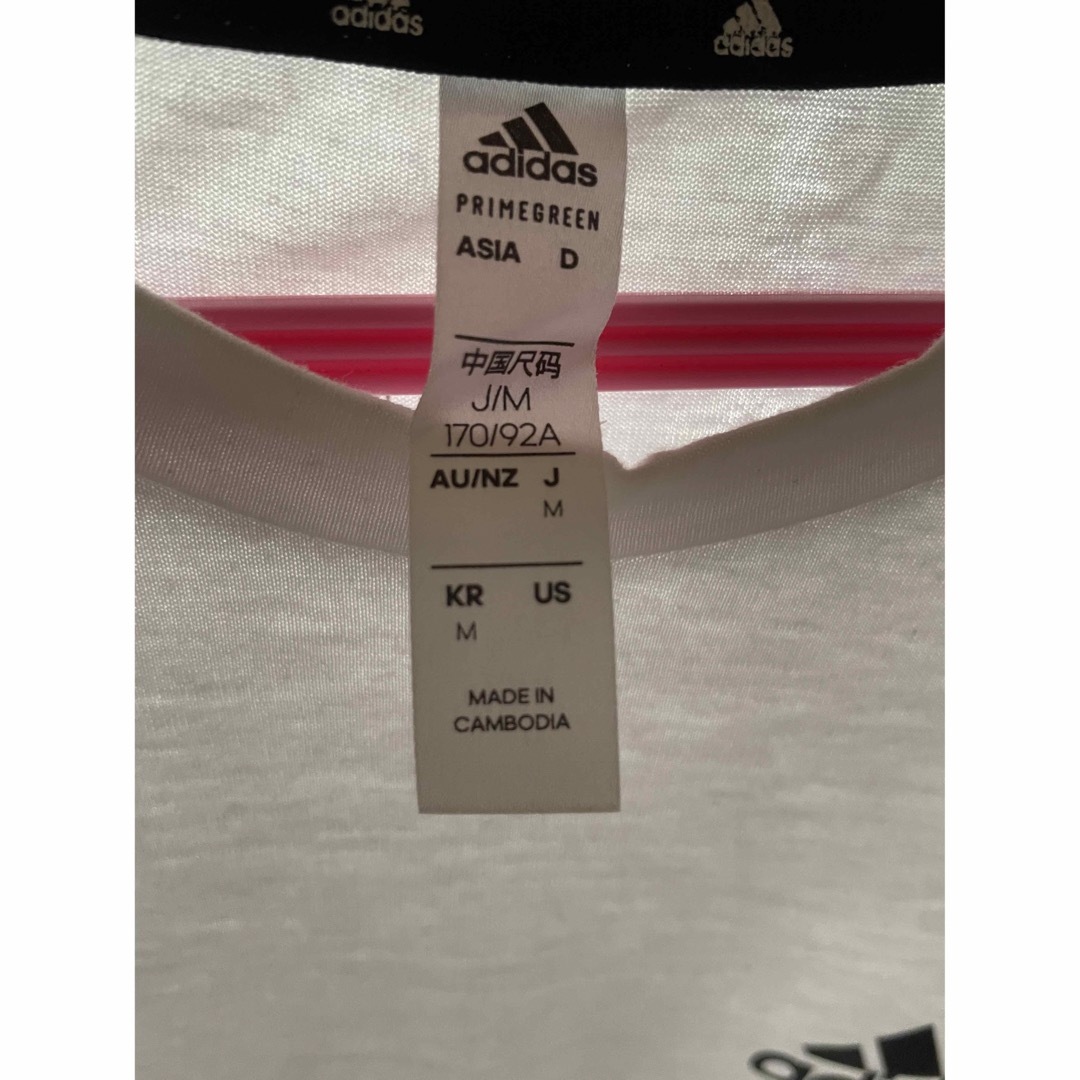 adidas
adidas
adidas
PRIMEGREEN
ASIA D
中国尺码
J/M
170/92A
AU/NZ J
M
KR US
M
MADE IN
CAMBODIA